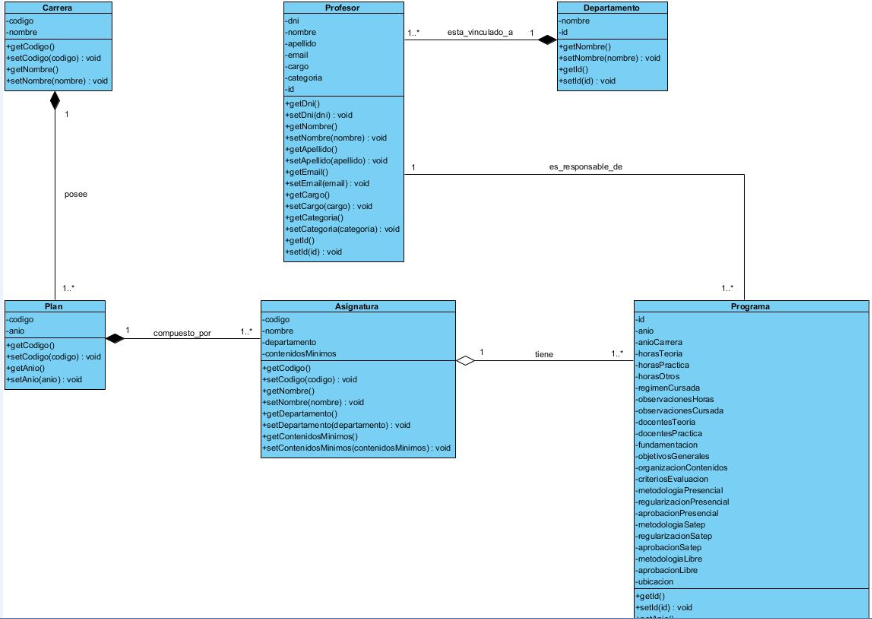 Carrera
-codigo
-nombre
+getCodigo()
+setCodigo(codigo) : void
+getNombre()
+setNombre(nombre) : void
1
posee
1..*
Profesor
-dni
-nombre
-apellido
-email
-cargo
-categoria
-id
+getDni()
+setDni(dni) : void
+getNombre()
+setNombre(nombre) : void
+getApellido()
+setApellido(apellido) : void
+getEmail()
+setEmail(email) : void
+getCargo()
+setCargo(cargo) : void
+getCategoria()
+setCategoria(categoria) : void
+getId()
+setId(id) : void
1..*
esta_vinculado_a
1
Departamento
-nombre
-id
+getNombre()
+setNombre(nombre) : void
+getId()
+setId(id) : void
1
es_responsable_de
1..*
Plan
-codigo
-anio
+getCodigo()
+setCodigo(codigo) : void
+getAnio()
+setAnio(anio) : void
1
compuesto_por
1..*
Asignatura
-codigo
-nombre
-departamento
-contenidosMinimos
+getCodigo()
+setCodigo(codigo) : void
+getNombre()
+setNombre(nombre) : void
+getDepartamento()
+setDepartamento(departamento) : void
+getContenidosMinimos()
+setContenidosMinimos(contenidosMinimos) : void
1
tiene
1..*
Programa
-id
-anio
-anioCarrera
-horasTeoria
-horasPractica
-horasOtros
-regimenCursada
-observacionesHoras
-observacionesCursada
-docentesTeoria
-docentesPractica
-fundamentacion
-objetivosGenerales
-organizacionContenidos
-criteriosEvaluacion
-metodologiaPresencial
-regularizacionPresencial
-aprobacionPresencial
-metodologiaSatep
-regularizacionSatep
-aprobacionSatep
-metodologiaLibre
-aprobacionLibre
-ubicacion
+getId()
+setId(id) : void